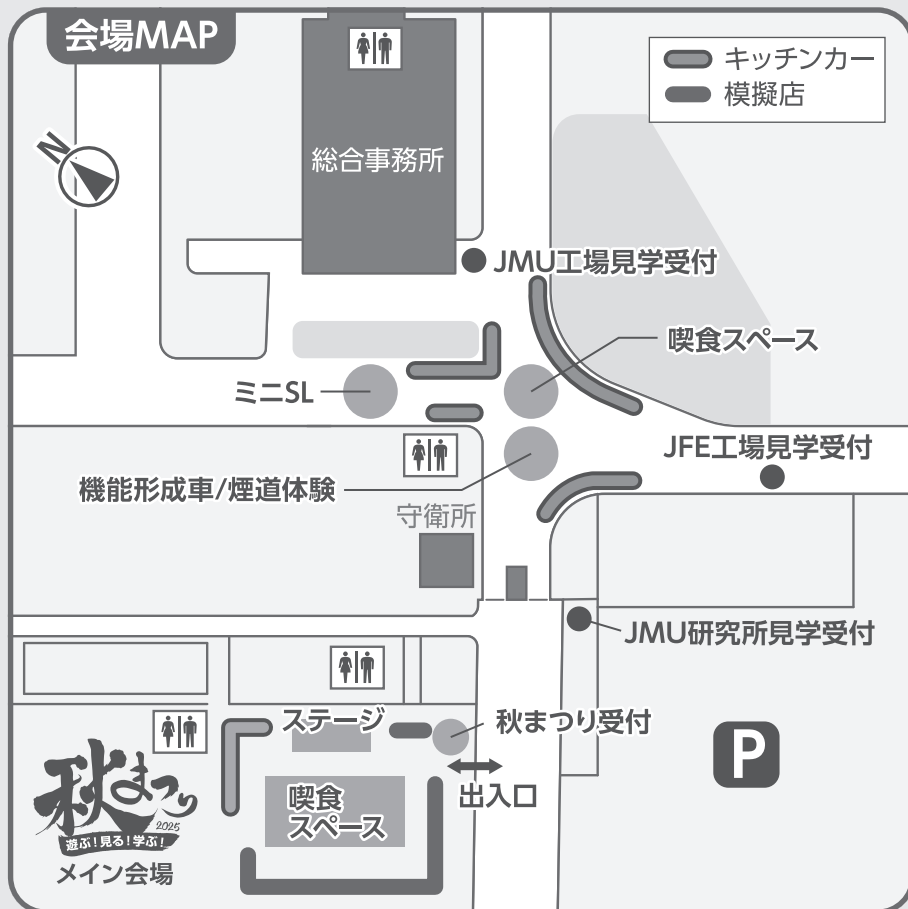 会場MAP
キッチンカー
模擬店
N
総合事務所
JMU工場見学受付
喫食スペース
ミニSL
JFE工場見学受付
機能形成車/煙道体験
守衛所
JMU研究所見学受付
ステージ
秋まつり受付
P
出入口
喫食
スペース
秋まつり
2025
遊ぶ!見る!学ぶ!
メイン会場